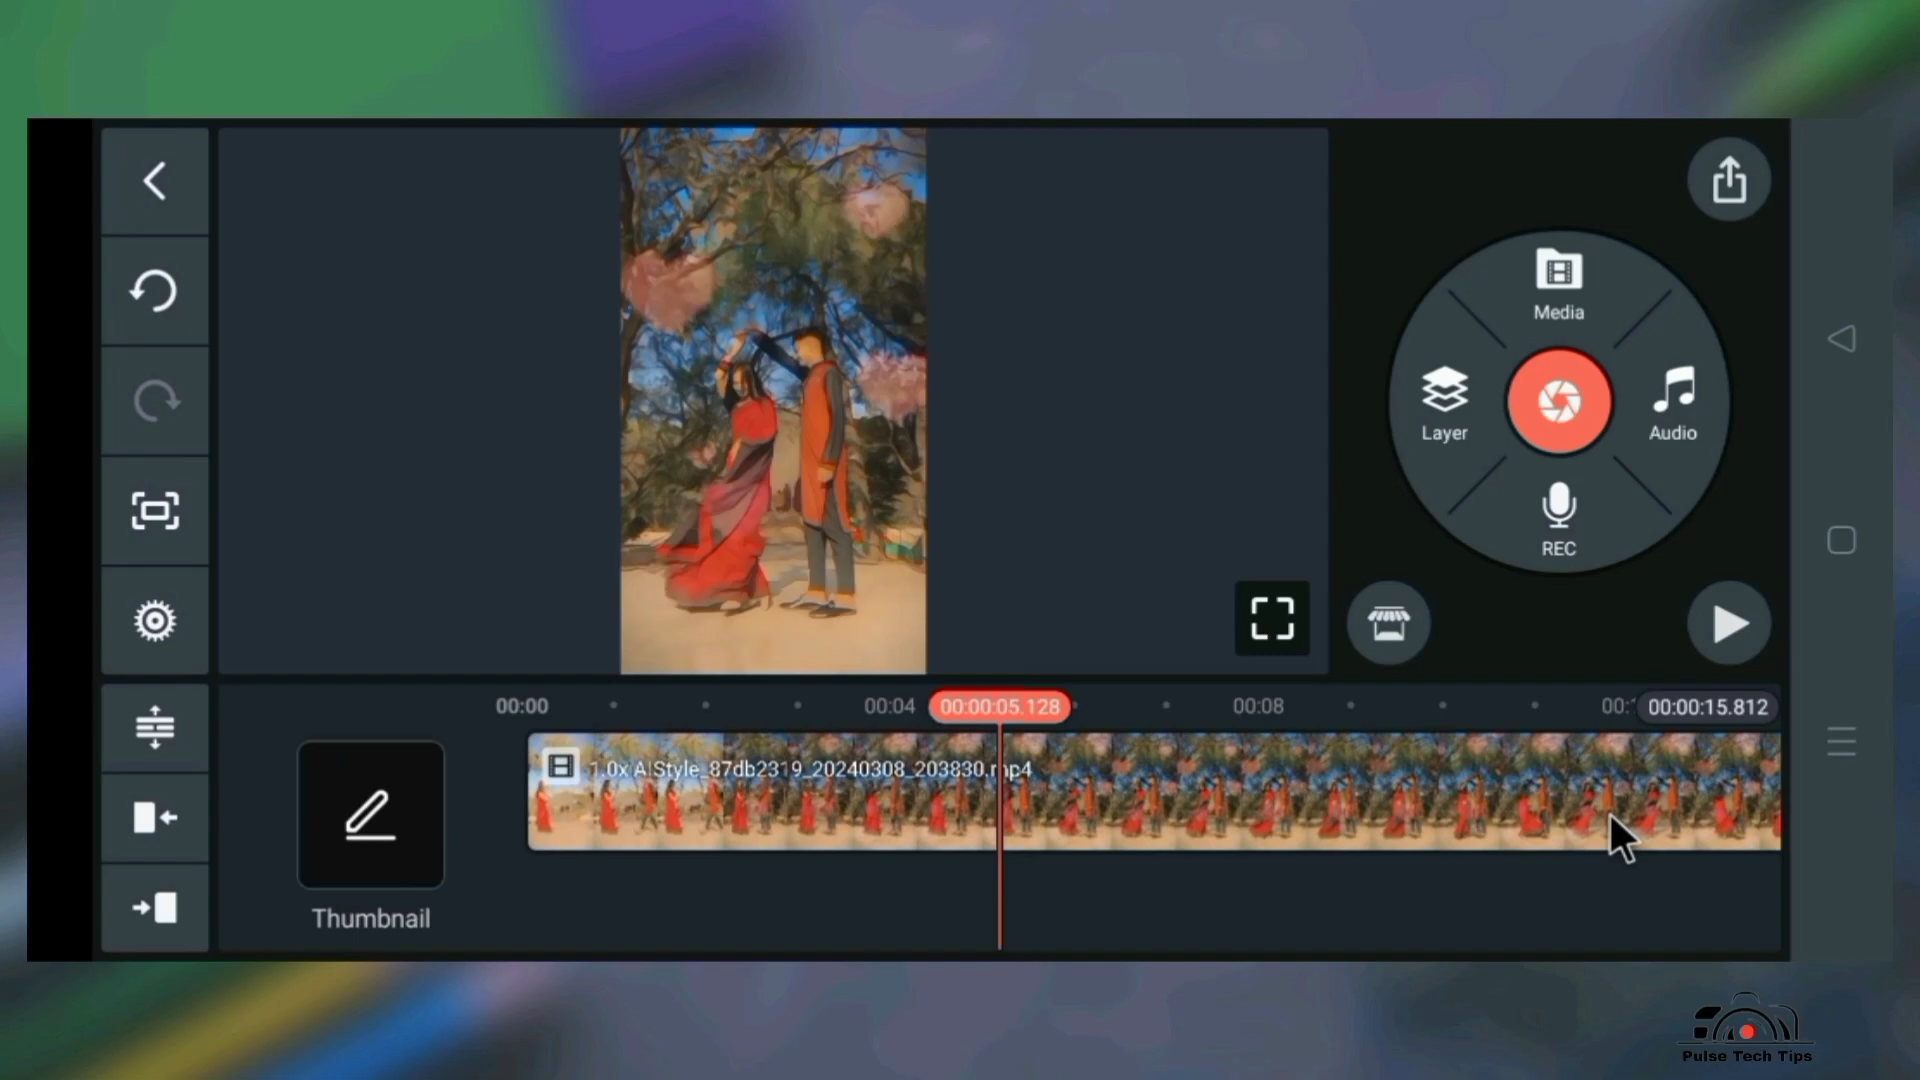 Media
Layer
Audio
REC
00:00
00:04
00:00:05.128
00:08
00:00:15.812
1.0x AIStyle_87db2319_20240308_203830.mp4
Thumbnail
Pulse Tech Tips